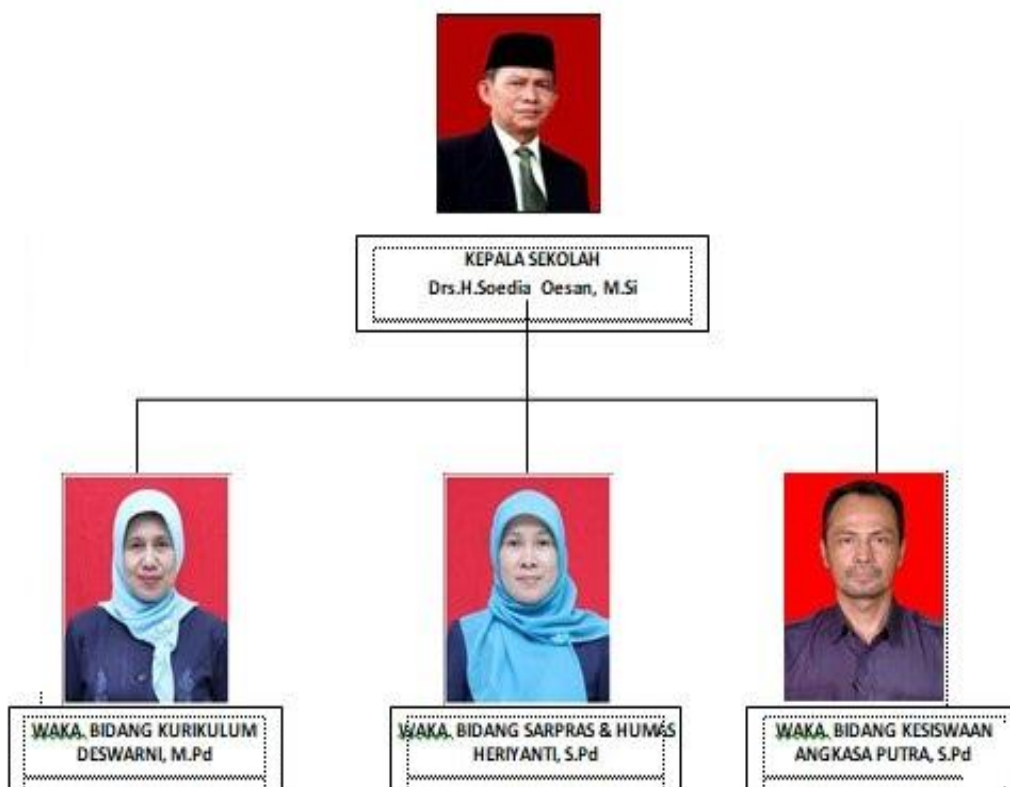 KEPALA SEKOLAH
Drs.H.Soedia Oesan, M.Si
WAKA. BIDANG KURIKULUM
DESWARNI, M.Pd
WAKA. BIDANG SARPRAS & HUMAS
HERIYANTI, S.Pd
WAKA. BIDANG KESISWAAN
ANGKASA PUTRA, S.Pd